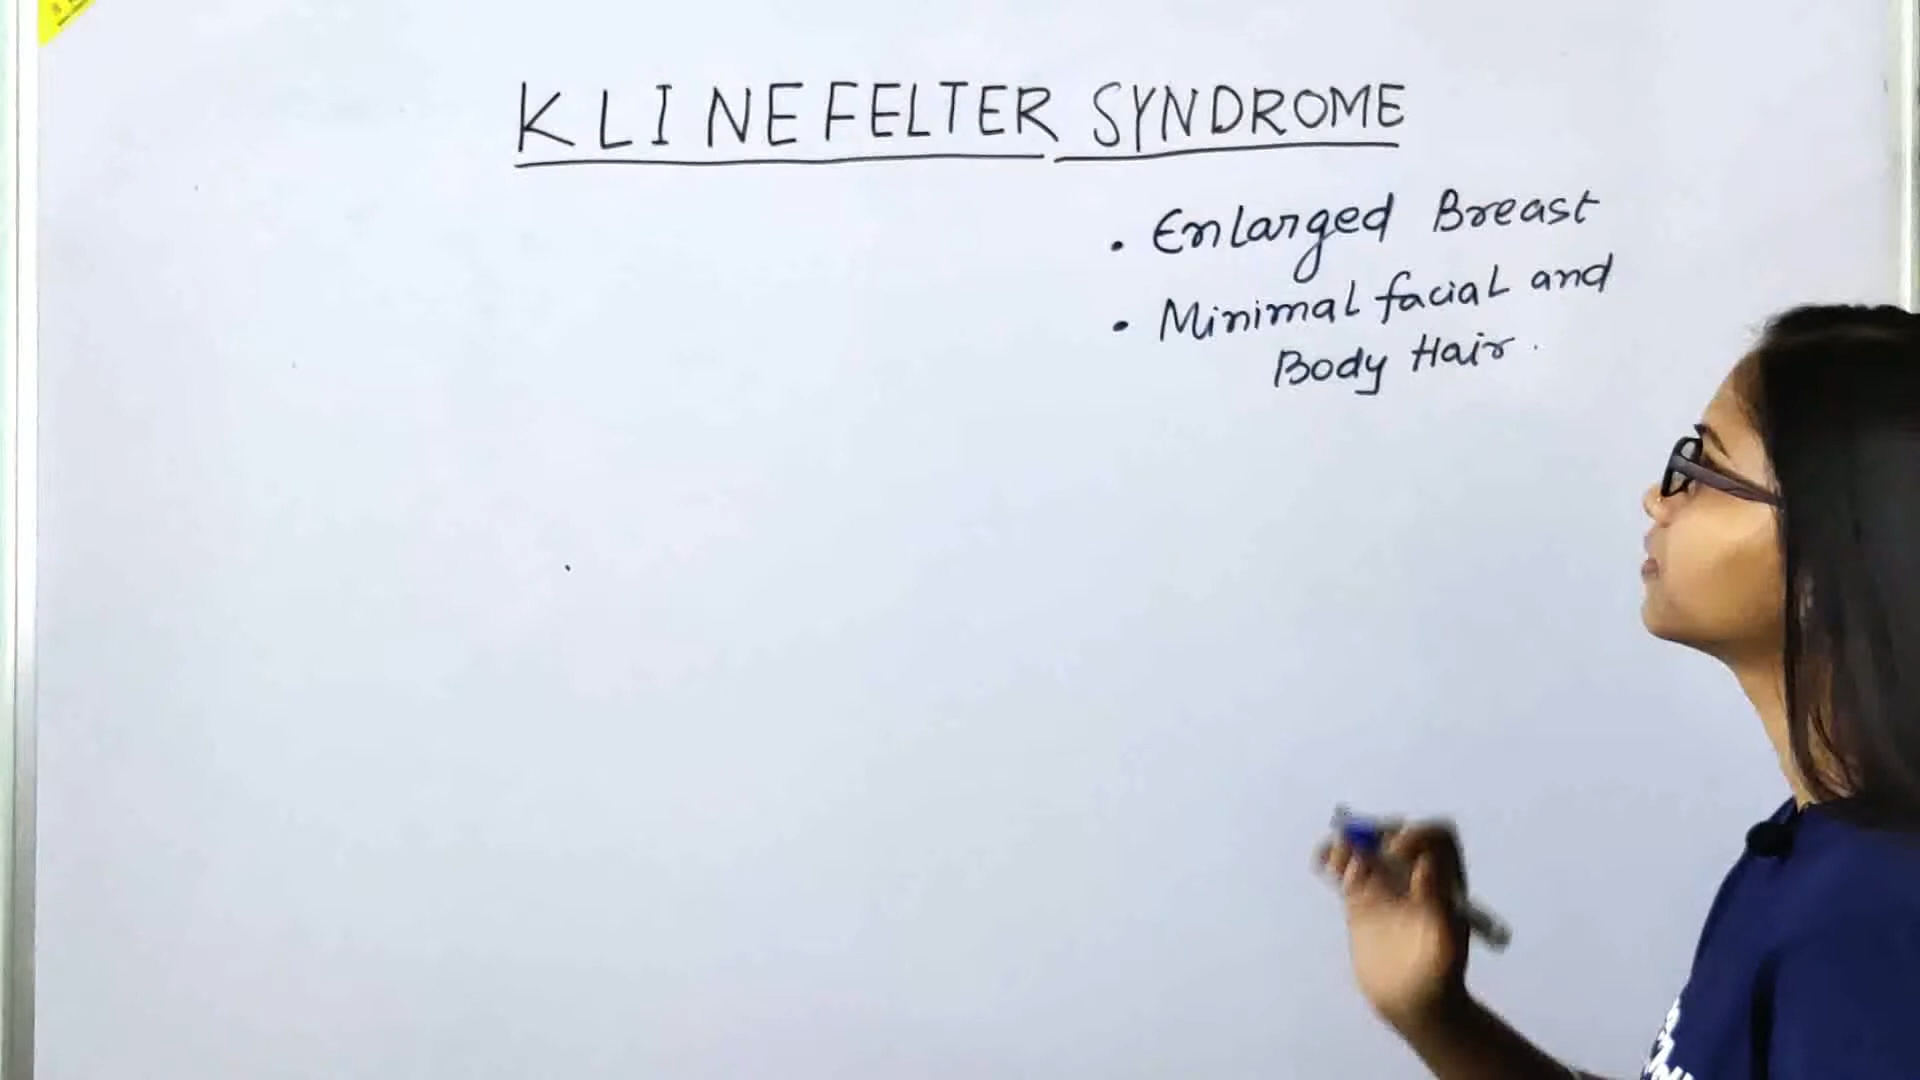 KLINEFELTER SYNDROME
• Enlarged Breast
• Minimal facial and
Body Hair.